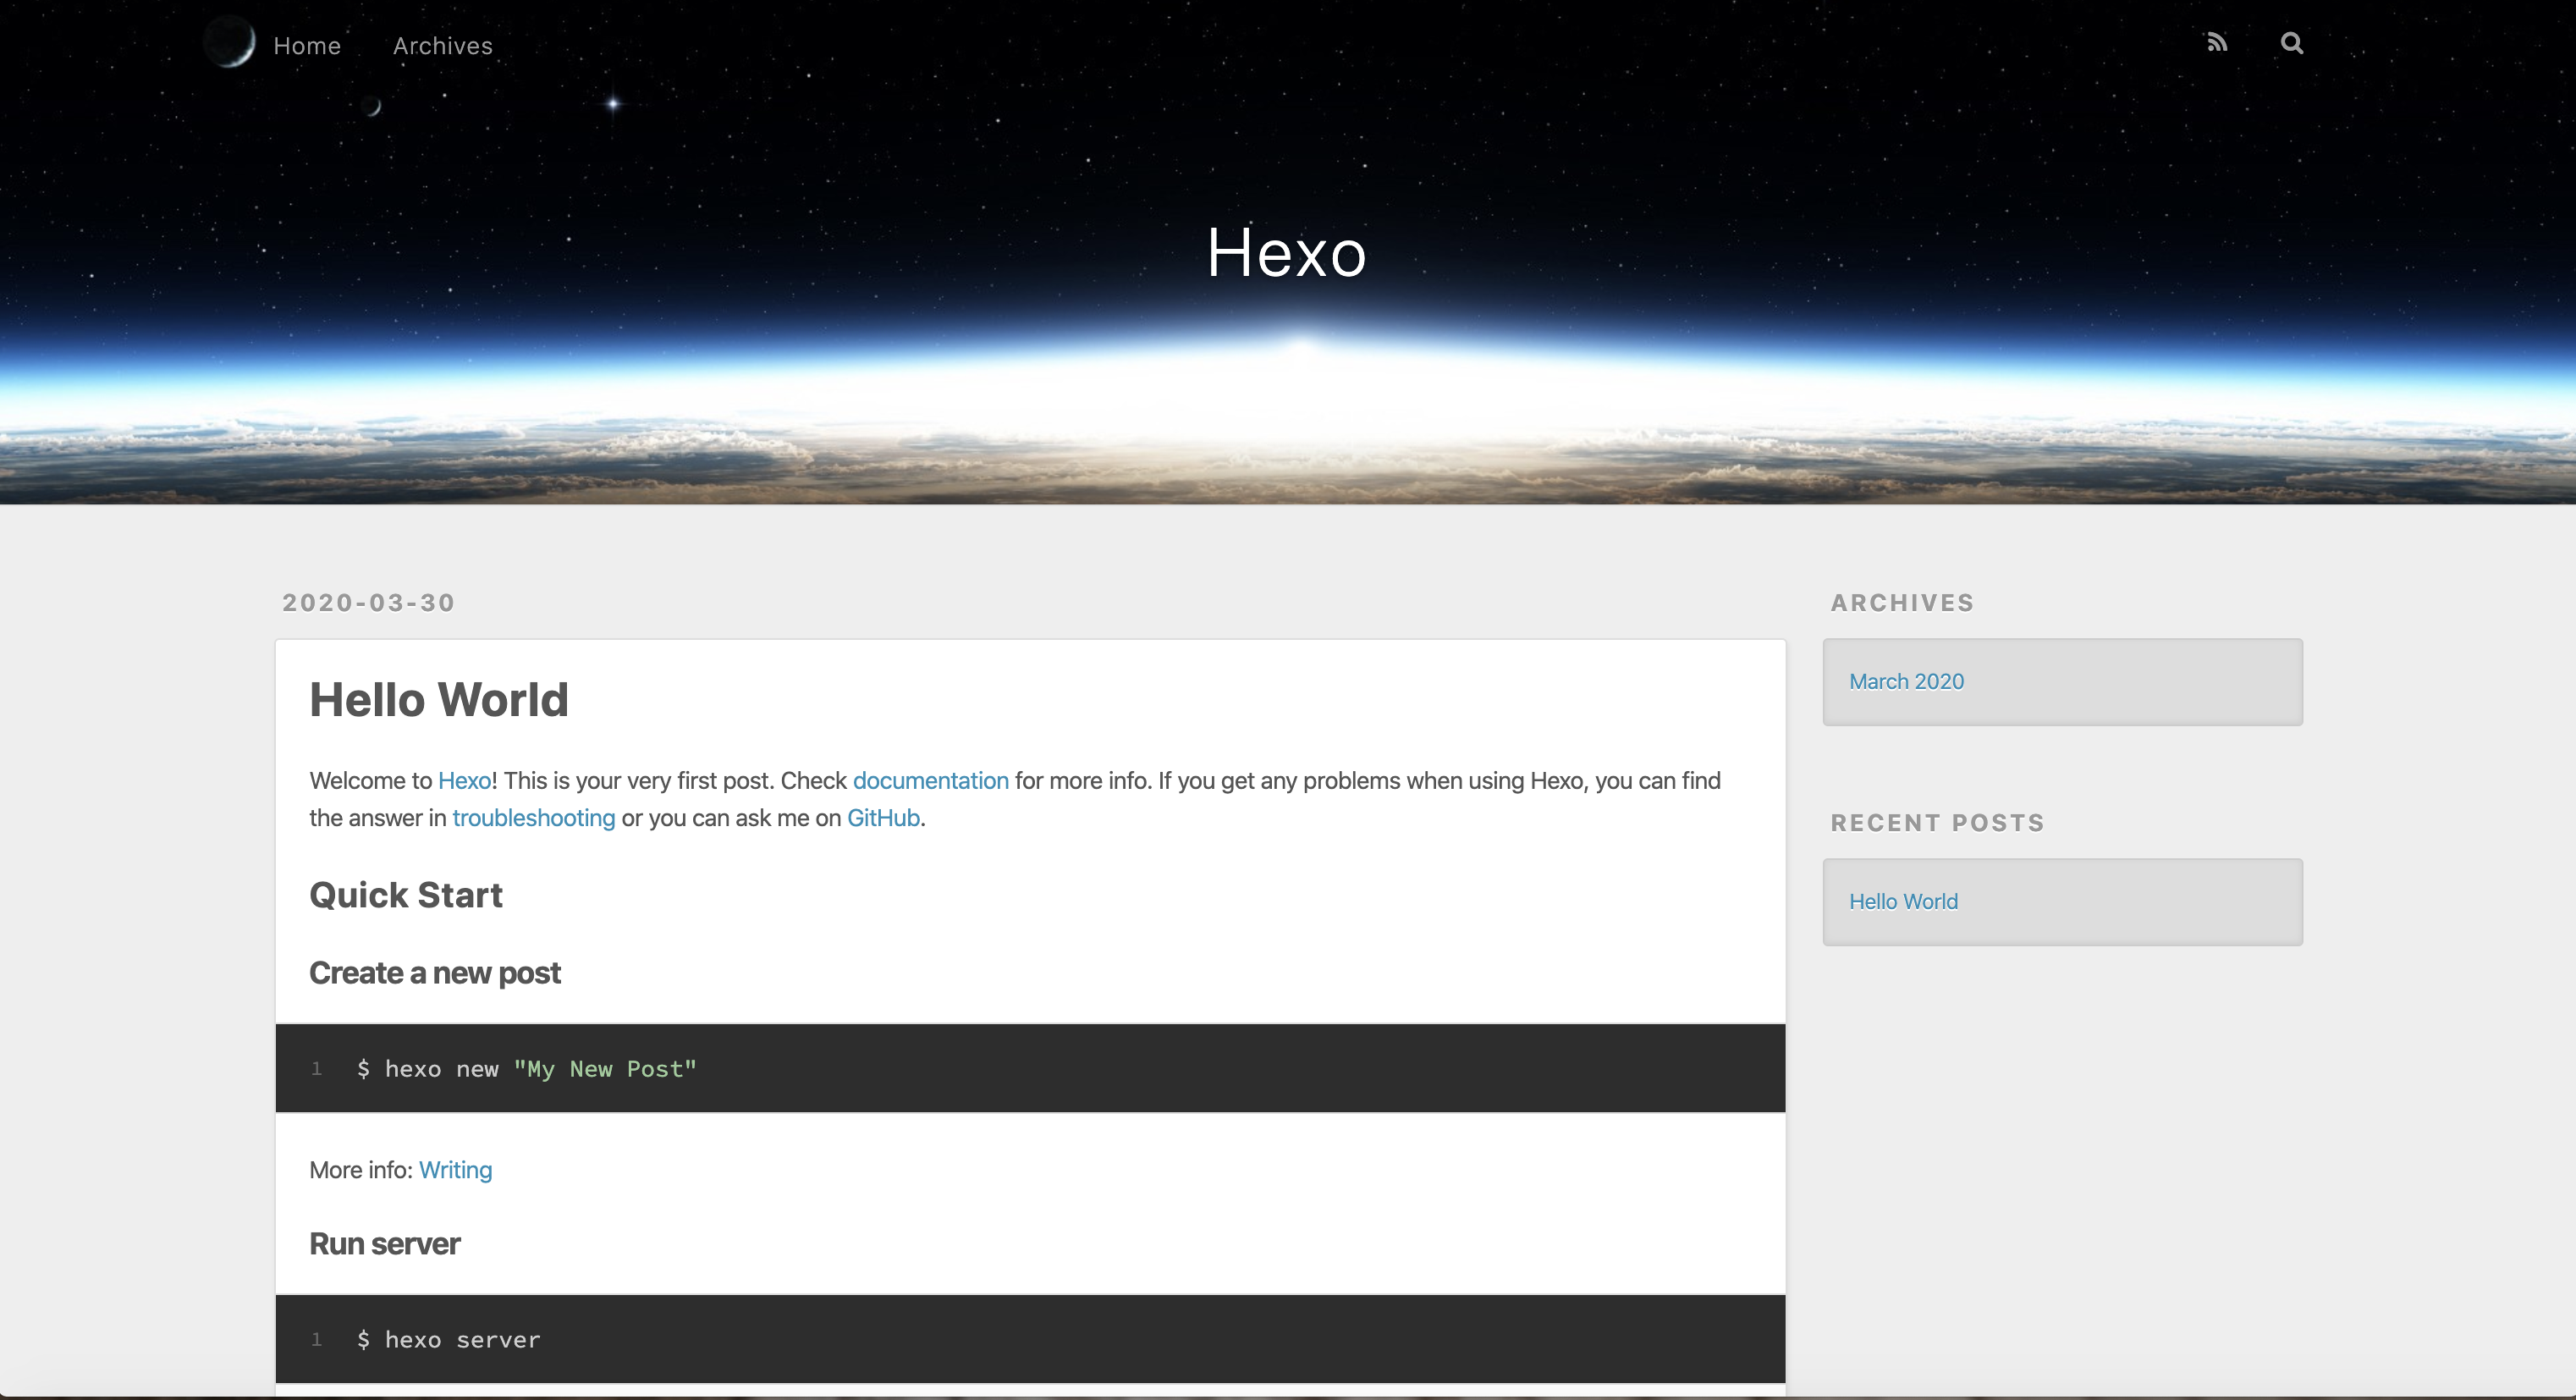 Home Archives
Hexo
2020-03-30
Hello World
Welcome to Hexo! This is your very first post. Check documentation for more info. If you get any problems when using Hexo, you can find
the answer in troubleshooting or you can ask me on GitHub.
Quick Start
Create a new post
1 $ hexo new "My New Post"
More info: Writing
Run server
1 $ hexo server
ARCHIVES
March 2020
RECENT POSTS
Hello World